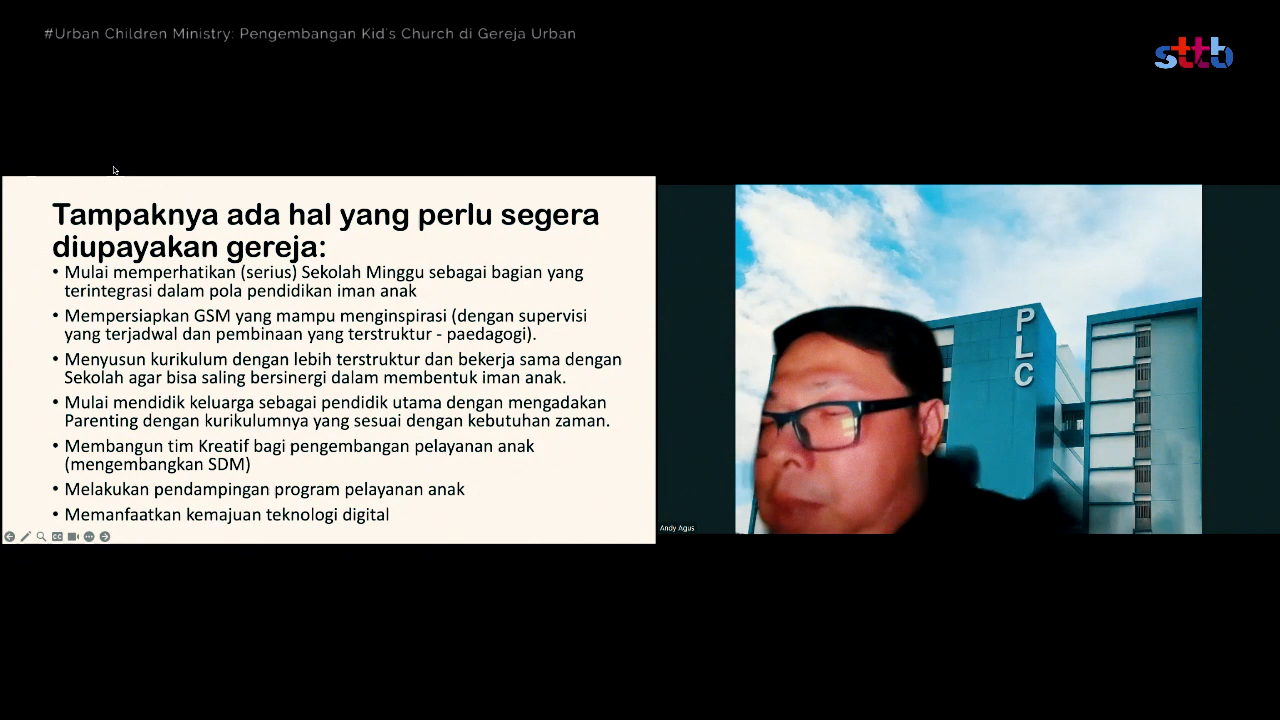 #Urban Children Ministry: Pengembangan Kid's Church di Gereja Urban
sttb
Tampaknya ada hal yang perlu segera
diupayakan gereja:
• Mulai memperhatikan (serius) Sekolah Minggu sebagai bagian yang
terintegrasi dalam pola pendidikan iman anak
• Mempersiapkan GSM yang mampu menginspirasi (dengan supervisi
yang terjadwal dan pembinaan yang terstruktur - paedagogi).
• Menyusun kurikulum dengan lebih terstruktur dan bekerja sama dengan
Sekolah agar bisa saling bersinergi dalam membentuk iman anak.
• Mulai mendidik keluarga sebagai pendidik utama dengan mengadakan
Parenting dengan kurikulumnya yang sesuai dengan kebutuhan zaman.
• Membangun tim Kreatif bagi pengembangan pelayanan anak
(mengembangkan SDM)
• Melakukan pendampingan program pelayanan anak
• Memanfaatkan kemajuan teknologi digital
PLC
Andy Agus